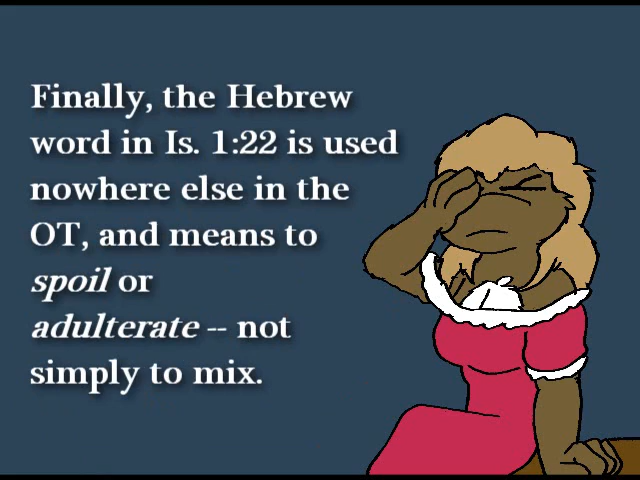 Finally, the Hebrew
word in Is. 1:22 is used
nowhere else in the
OT, and means to
spoil or
adulterate -- not
simply to mix.